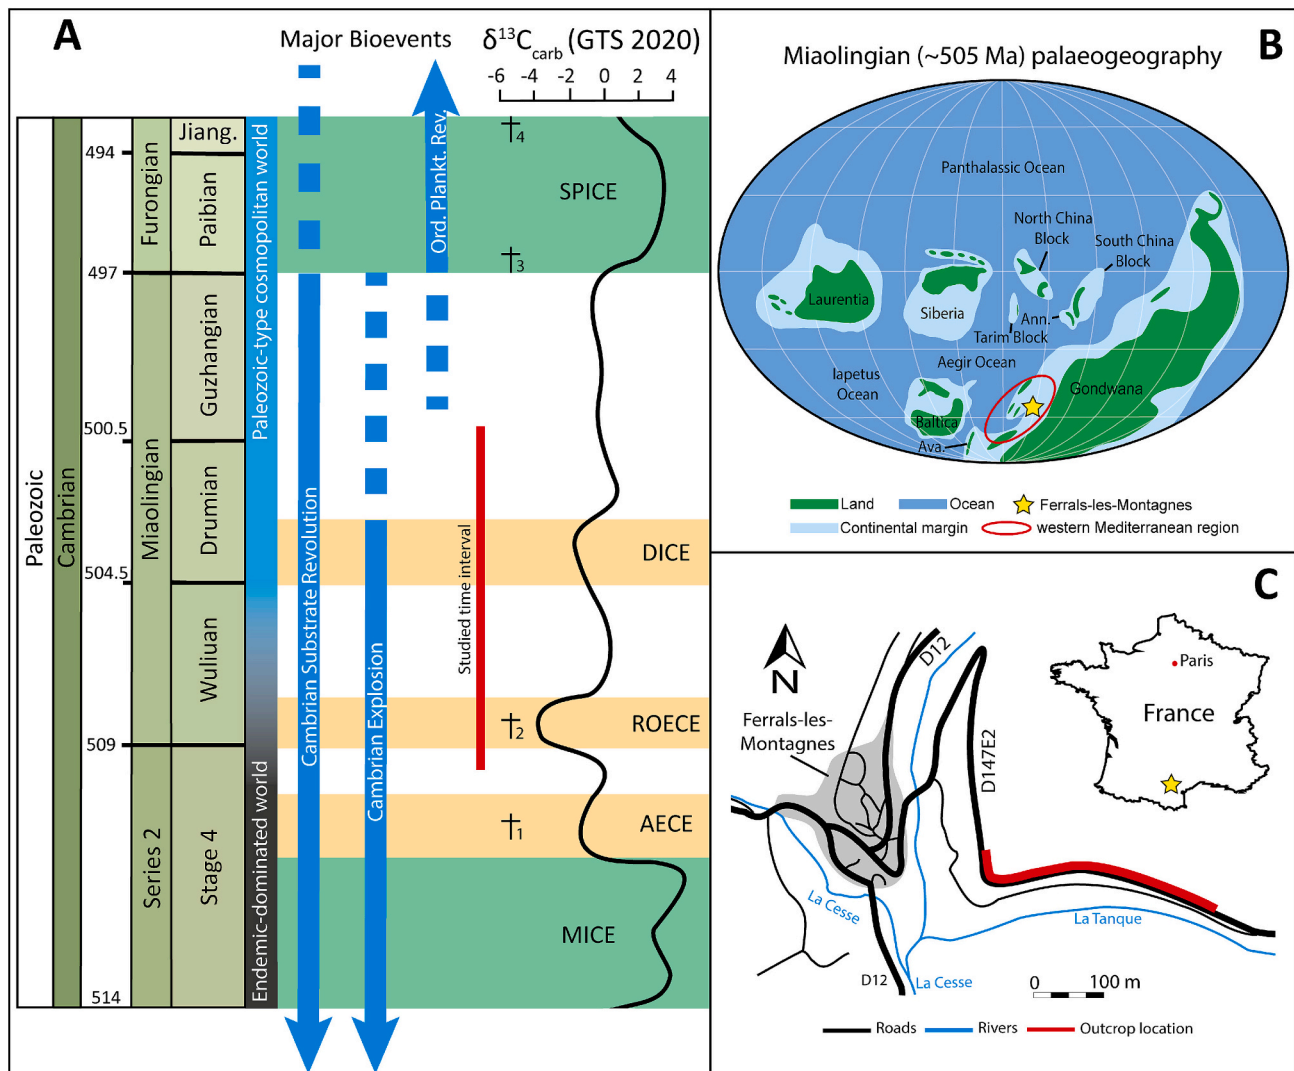 A
Major Bioevents
δ13Ccarb (GTS 2020)
-6 -4 -2 0 2 4
Paleozoic
Cambrian
494
497
500.5
504.5
509
514
Furongian
Miaolingian
Series 2
Jiang.
Paibian
Guzhangian
Drumian
Wuliuan
Stage 4
Paleozoic-type cosmopolitan world
Endemic-dominated world
Cambrian Substrate Revolution
Cambrian Explosion
Ord. Plankt. Rev.
Studied time interval
†4
†3
†2
†1
SPICE
DICE
ROECE
AECE
MICE
B
Miaolingian (~505 Ma) palaeogeography
Panthalassic Ocean
North China
Block
South China
Block
Laurentia
Siberia
Ann.
Tarim Block
Aegir Ocean
Iapetus
Ocean
Gondwana
Baltica
Ava.
Land
Ocean
Ferrals-les-Montagnes
Continental margin
western Mediterranean region
C
N
D12
Ferrals-les-
Montagnes
D147E2
Paris
France
La Cesse
La Tanque
D12
La Cesse
0 100 m
Roads
Rivers
Outcrop location